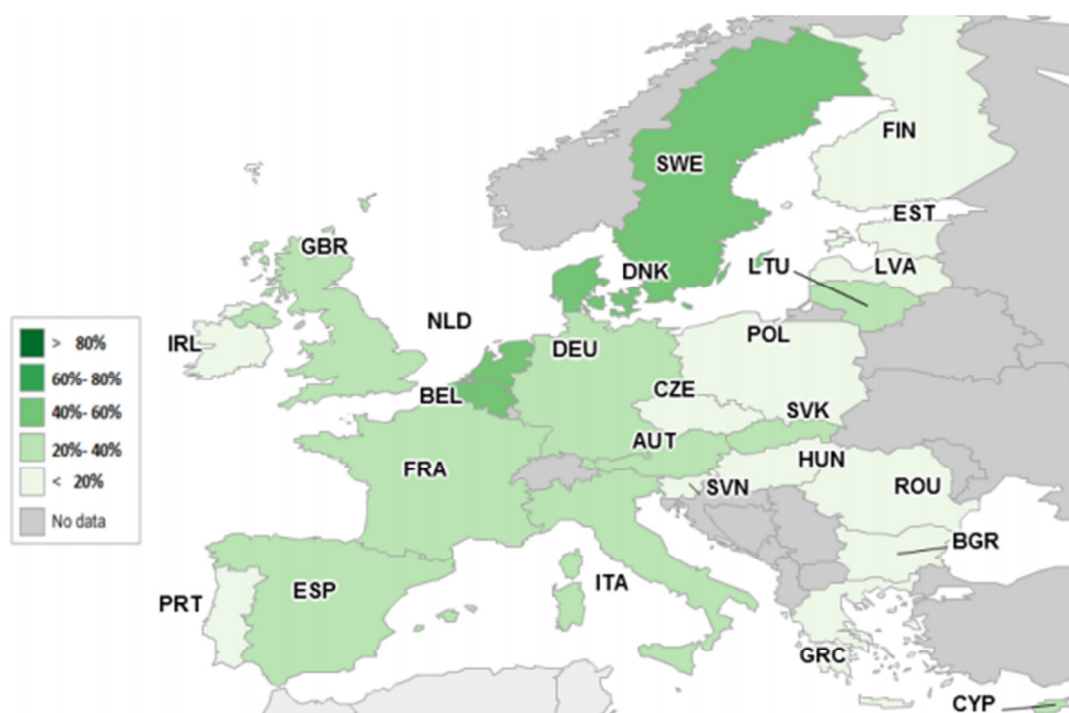 SWE
FIN
EST
GBR
DNK
LTU
LVA
NLD
IRL
DEU
POL
BEL
CZE
SVK
AUT
FRA
HUN
SVN
ROU
BGR
ESP
ITA
PRT
GRC
CYP
> 80%
60%- 80%
40%- 60%
20%- 40%
< 20%
No data